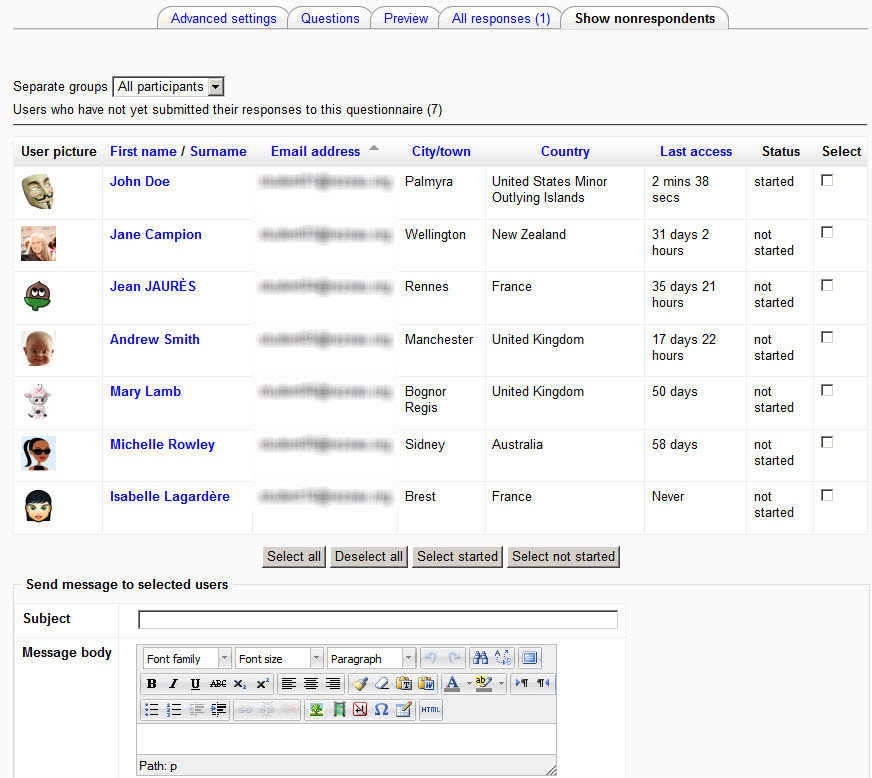 Advanced settings Questions Preview All responses (1) Show nonrespondents
Separate groups All participants
Users who have not yet submitted their responses to this questionnaire (7)
User picture First name / Surname Email address City/town Country Last access Status Select
John Doe Palmyra United States Minor 2 mins 38 started
Outlying Islands secs
Jane Campion Wellington New Zealand 31 days 2 not
hours started
Jean JAURÈS Rennes France 35 days 21 not
hours started
Andrew Smith Manchester United Kingdom 17 days 22 not
hours started
Mary Lamb Bognor United Kingdom 50 days not
Regis started
Michelle Rowley Sidney Australia 58 days not
started
Isabelle Lagardère Brest France Never not
started
Select all Deselect all Select started Select not started
Send message to selected users
Subject
Message body
Font family Font size Paragraph
B I U ABC X₂ X²
HTML
Path: p